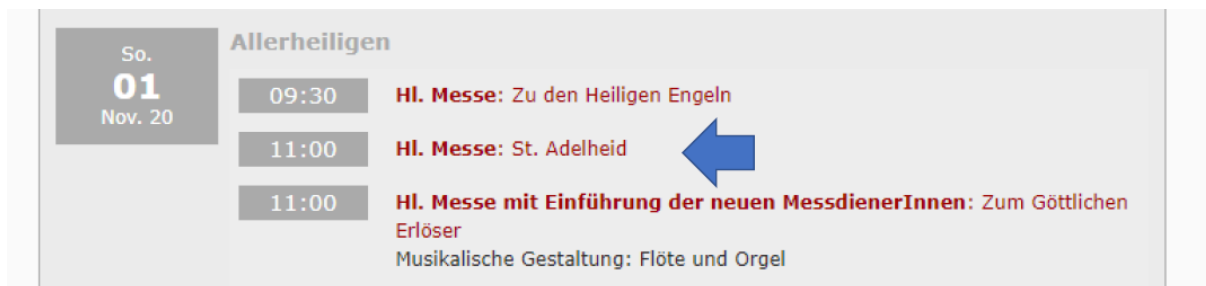 So.
01
Nov. 20
Allerheiligen
09:30 Hl. Messe: Zu den Heiligen Engeln
11:00 Hl. Messe: St. Adelheid
11:00 Hl. Messe mit Einführung der neuen MessdienerInnen: Zum Göttlichen
Erlöser
Musikalische Gestaltung: Flöte und Orgel